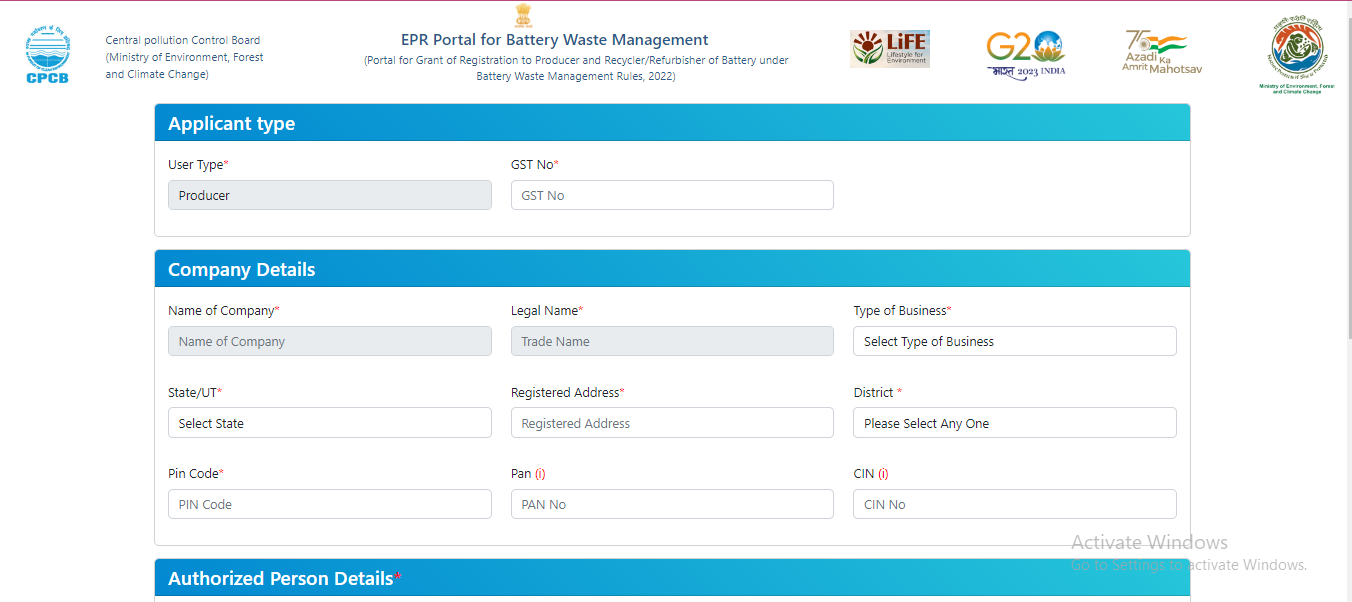 CPCB
Central pollution Control Board
(Ministry of Environment, Forest
and Climate Change)
EPR Portal for Battery Waste Management
(Portal for Grant of Registration to Producer and Recycler/Refurbisher of Battery under
Battery Waste Management Rules, 2022)
LiFE
Lifestyle for
Environment
G20
भारत 2023 INDIA
75
Azadi Ka
Amrit Mahotsav
Ministry of Environment, Forest
and Climate Change
Applicant type
User Type* GST No*
Producer GST No
Company Details
Name of Company* Legal Name* Type of Business*
Name of Company Trade Name Select Type of Business
State/UT* Registered Address* District *
Select State Registered Address Please Select Any One
Pin Code* Pan (i) CIN (i)
PIN Code PAN No CIN No
Activate Windows
Go to Settings to activate Windows.
Authorized Person Details*